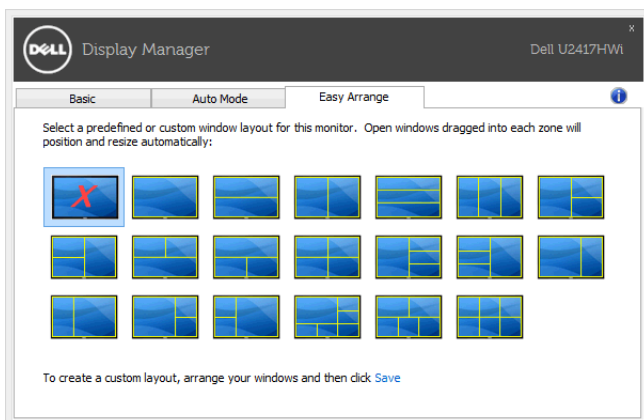 DELL Display Manager Dell U2417HWi x
Basic Auto Mode Easy Arrange i
Select a predefined or custom window layout for this monitor. Open windows dragged into each zone will
position and resize automatically:
X
To create a custom layout, arrange your windows and then click Save